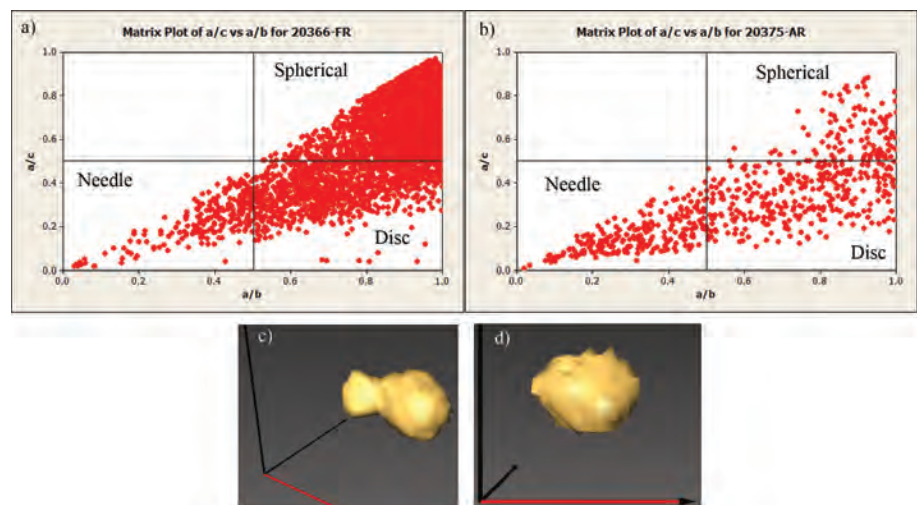 a)
Matrix Plot of a/c vs a/b for 20366-FR
1.0
0.8
0.6
0.4
0.2
0.0
a/c
Spherical
Needle
Disc
0.0 0.2 0.4 0.6 0.8 1.0
a/b
b)
Matrix Plot of a/c vs a/b for 20375-AR
1.0
0.8
0.6
0.4
0.2
0.0
a/c
Spherical
Needle
Disc
0.0 0.2 0.4 0.6 0.8 1.0
a/b
c)
d)